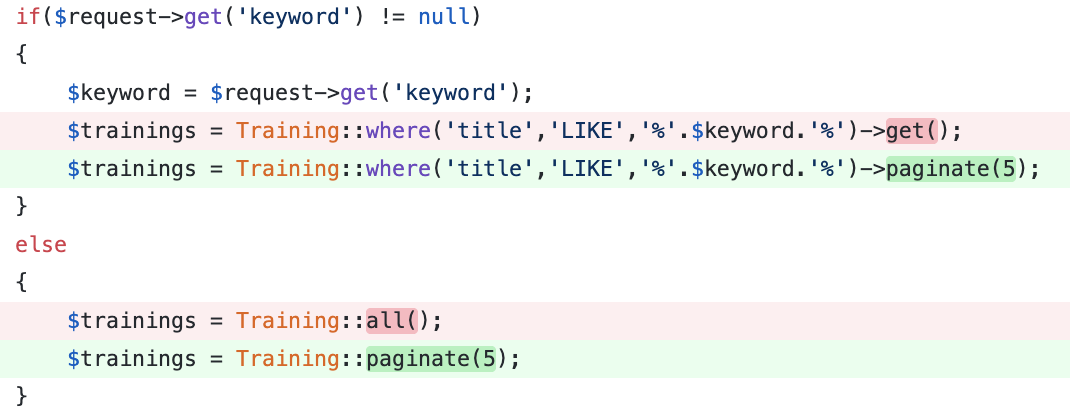 if($request->get('keyword') != null)
{
    $keyword = $request->get('keyword');
    $trainings = Training::where('title','LIKE','%'.$keyword.'%')->get();
    $trainings = Training::where('title','LIKE','%'.$keyword.'%')->paginate(5);
}
else
{
    $trainings = Training::all();
    $trainings = Training::paginate(5);
}